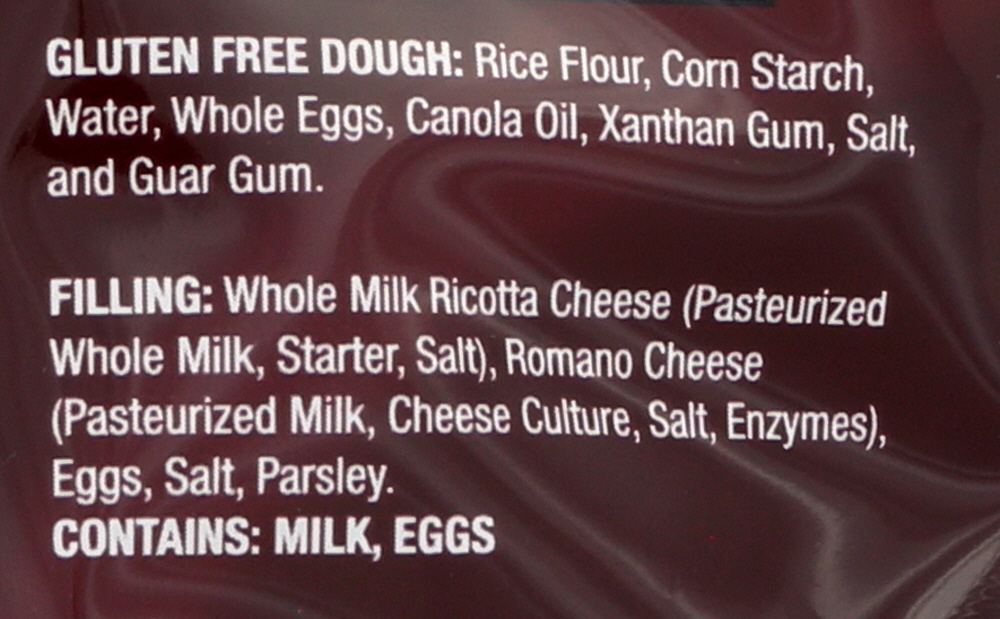 GLUTEN FREE DOUGH: Rice Flour, Corn Starch,
Water, Whole Eggs, Canola Oil, Xanthan Gum, Salt,
and Guar Gum.
FILLING: Whole Milk Ricotta Cheese (Pasteurized
Whole Milk, Starter, Salt), Romano Cheese
(Pasteurized Milk, Cheese Culture, Salt, Enzymes),
Eggs, Salt, Parsley.
CONTAINS: MILK, EGGS